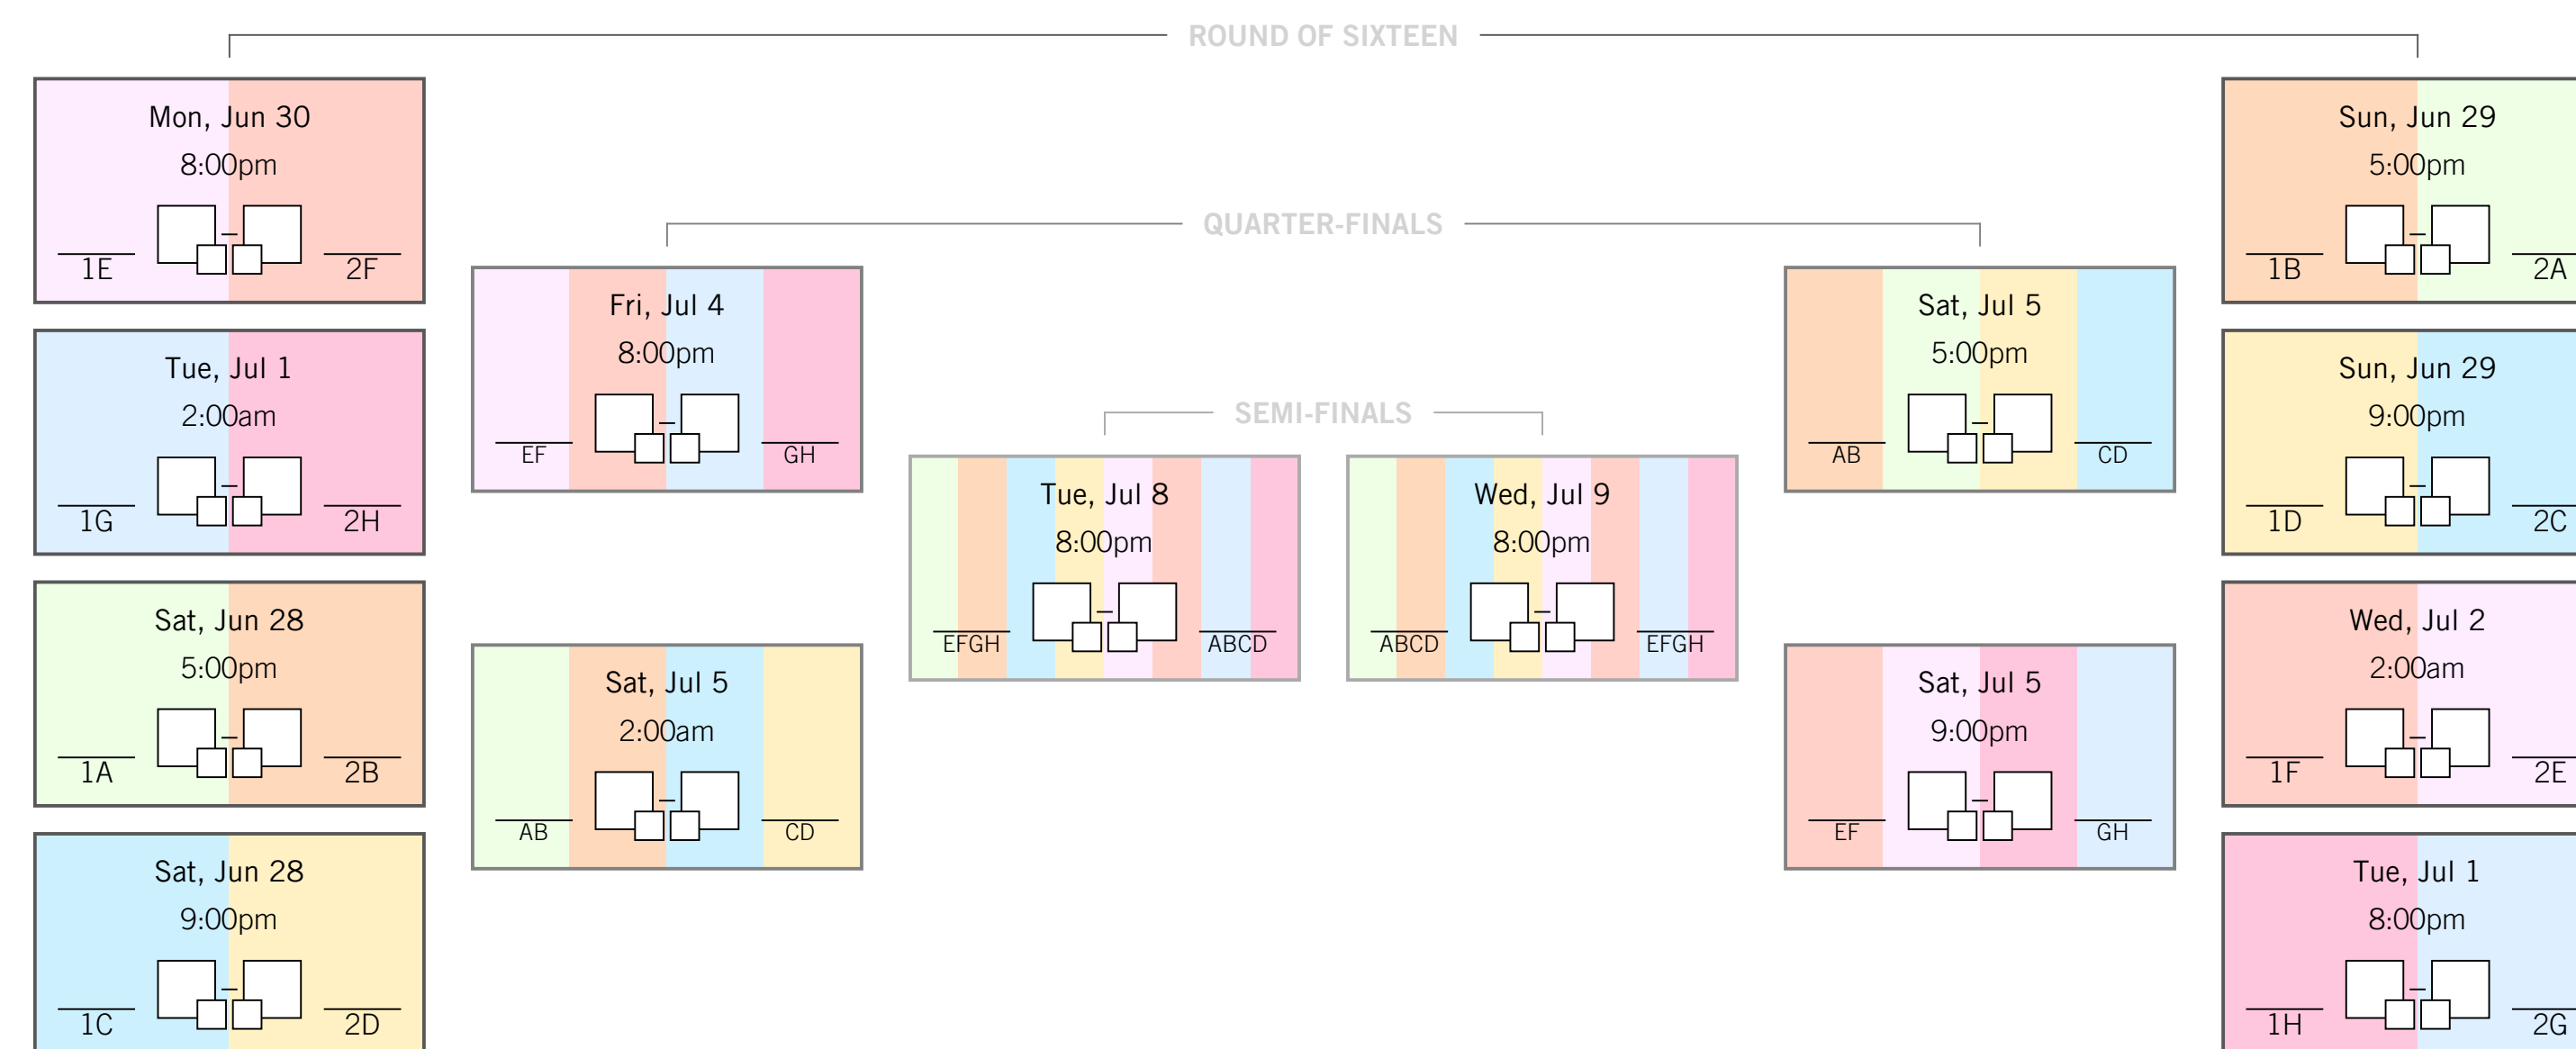 ROUND OF SIXTEEN
Mon, Jun 30
8:00pm
1E
2F
Tue, Jul 1
2:00am
1G
2H
Sat, Jun 28
5:00pm
1A
2B
Sat, Jun 28
9:00pm
1C
2D
QUARTER-FINALS
Fri, Jul 4
8:00pm
EF
GH
Sat, Jul 5
2:00am
AB
CD
SEMI-FINALS
Tue, Jul 8
8:00pm
EFGH
ABCD
Wed, Jul 9
8:00pm
ABCD
EFGH
Sat, Jul 5
5:00pm
AB
CD
Sat, Jul 5
9:00pm
EF
GH
Sun, Jun 29
5:00pm
1B
2A
Sun, Jun 29
9:00pm
1D
2C
Wed, Jul 2
2:00am
1F
2E
Tue, Jul 1
8:00pm
1H
2G